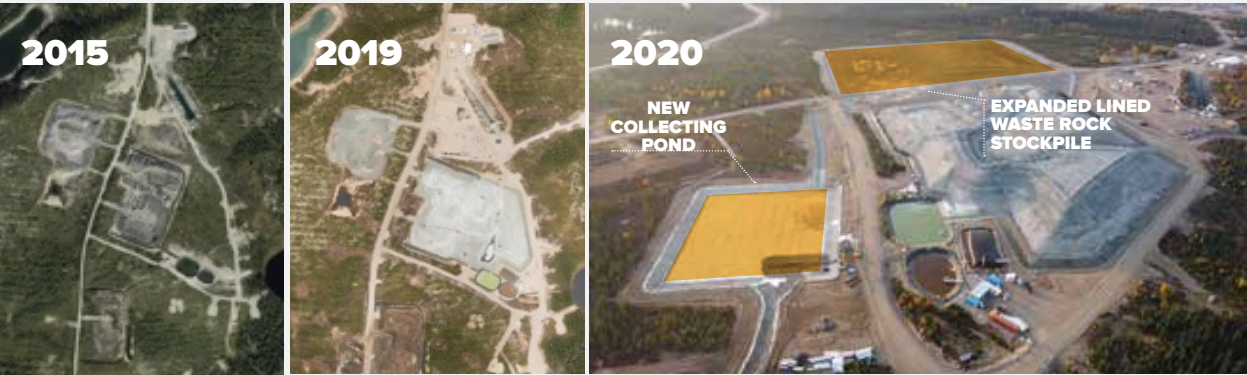 2015
2019
2020
NEW
COLLECTING
POND
EXPANDED LINED
WASTE ROCK
STOCKPILE